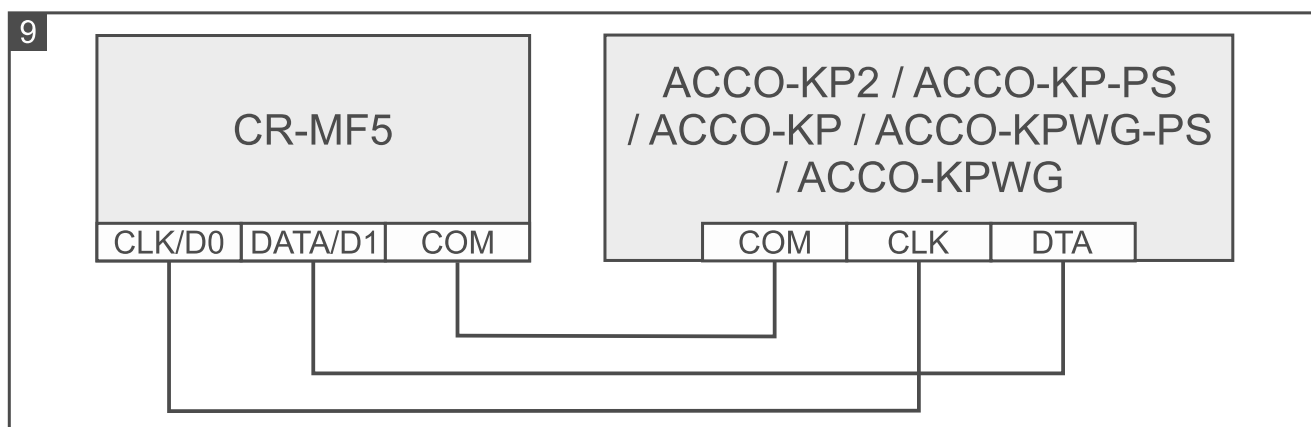 9
CR-MF5
ACCO-KP2 / ACCO-KP-PS
/ ACCO-KP / ACCO-KPWG-PS
/ ACCO-KPWG
CLK/D0 DATA/D1 COM
COM CLK DTA